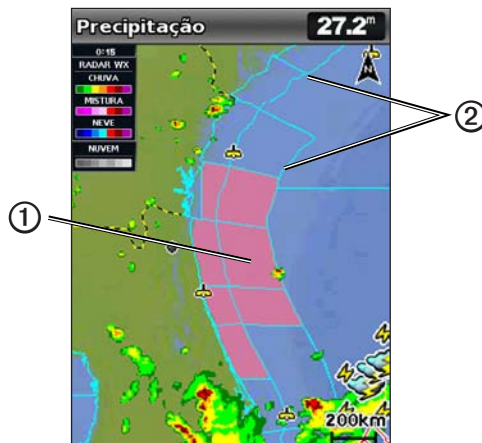 Precipitação 27.2m
0:15
RADAR WX
CHUVA
MISTURA
NEVE
NUVEM
N
②
①
200km